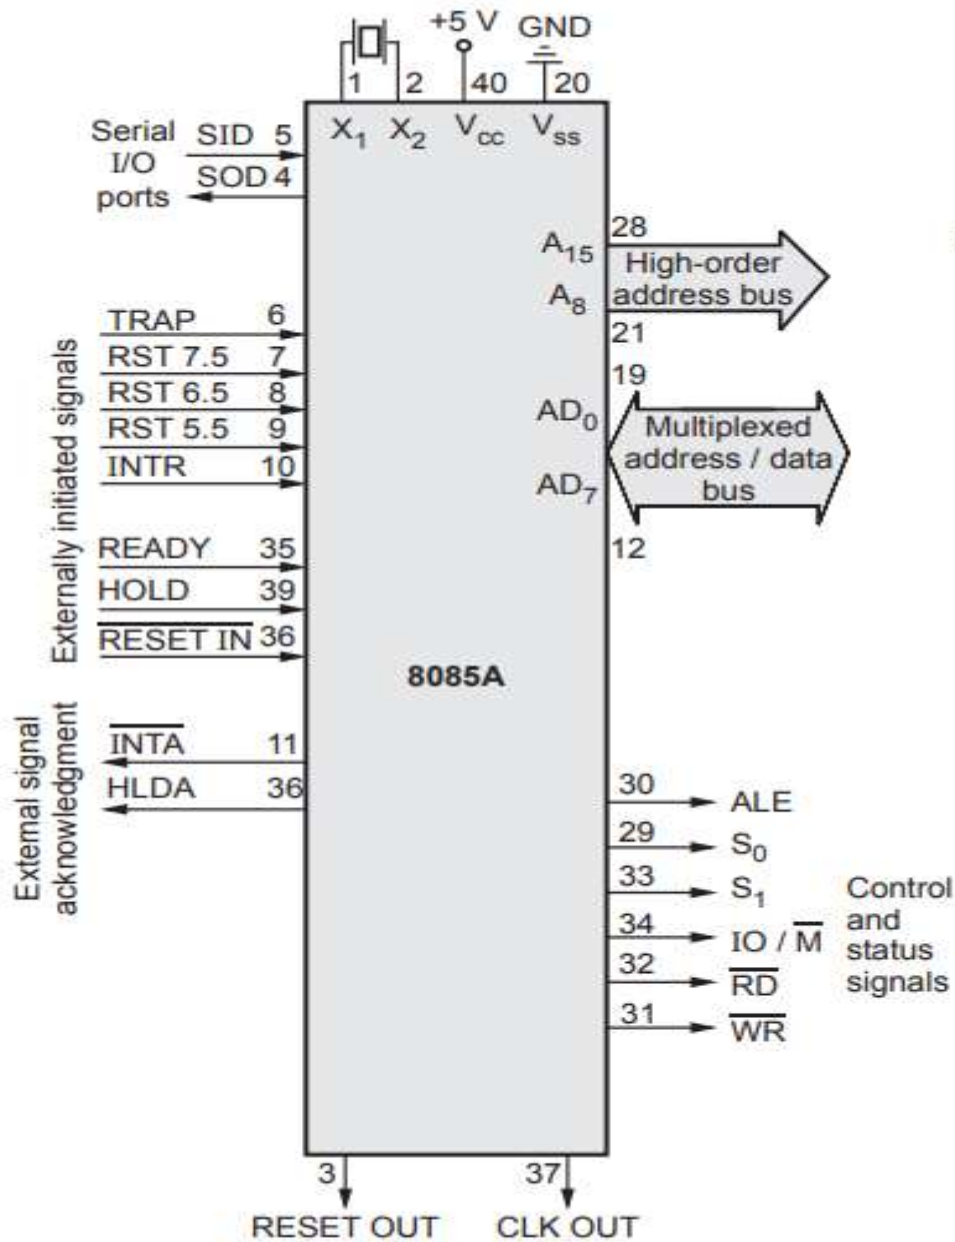 +5 V GND
1 2 40 20
X1 X2 Vcc Vss
Serial I/O ports
SID 5
SOD 4
Externally initiated signals
TRAP 6
RST 7.5 7
RST 6.5 8
RST 5.5 9
INTR 10
READY 35
HOLD 39
RESET IN 36
External signal acknowledgment
INTA 11
HLDA 36
8085A
A15 28
High-order
address bus
A8 21
19
AD0
Multiplexed
address / data
bus
AD7
12
30 ALE
29 S0
33 S1
34 IO / M
32 RD
31 WR
Control
and
status
signals
3 37
RESET OUT CLK OUT